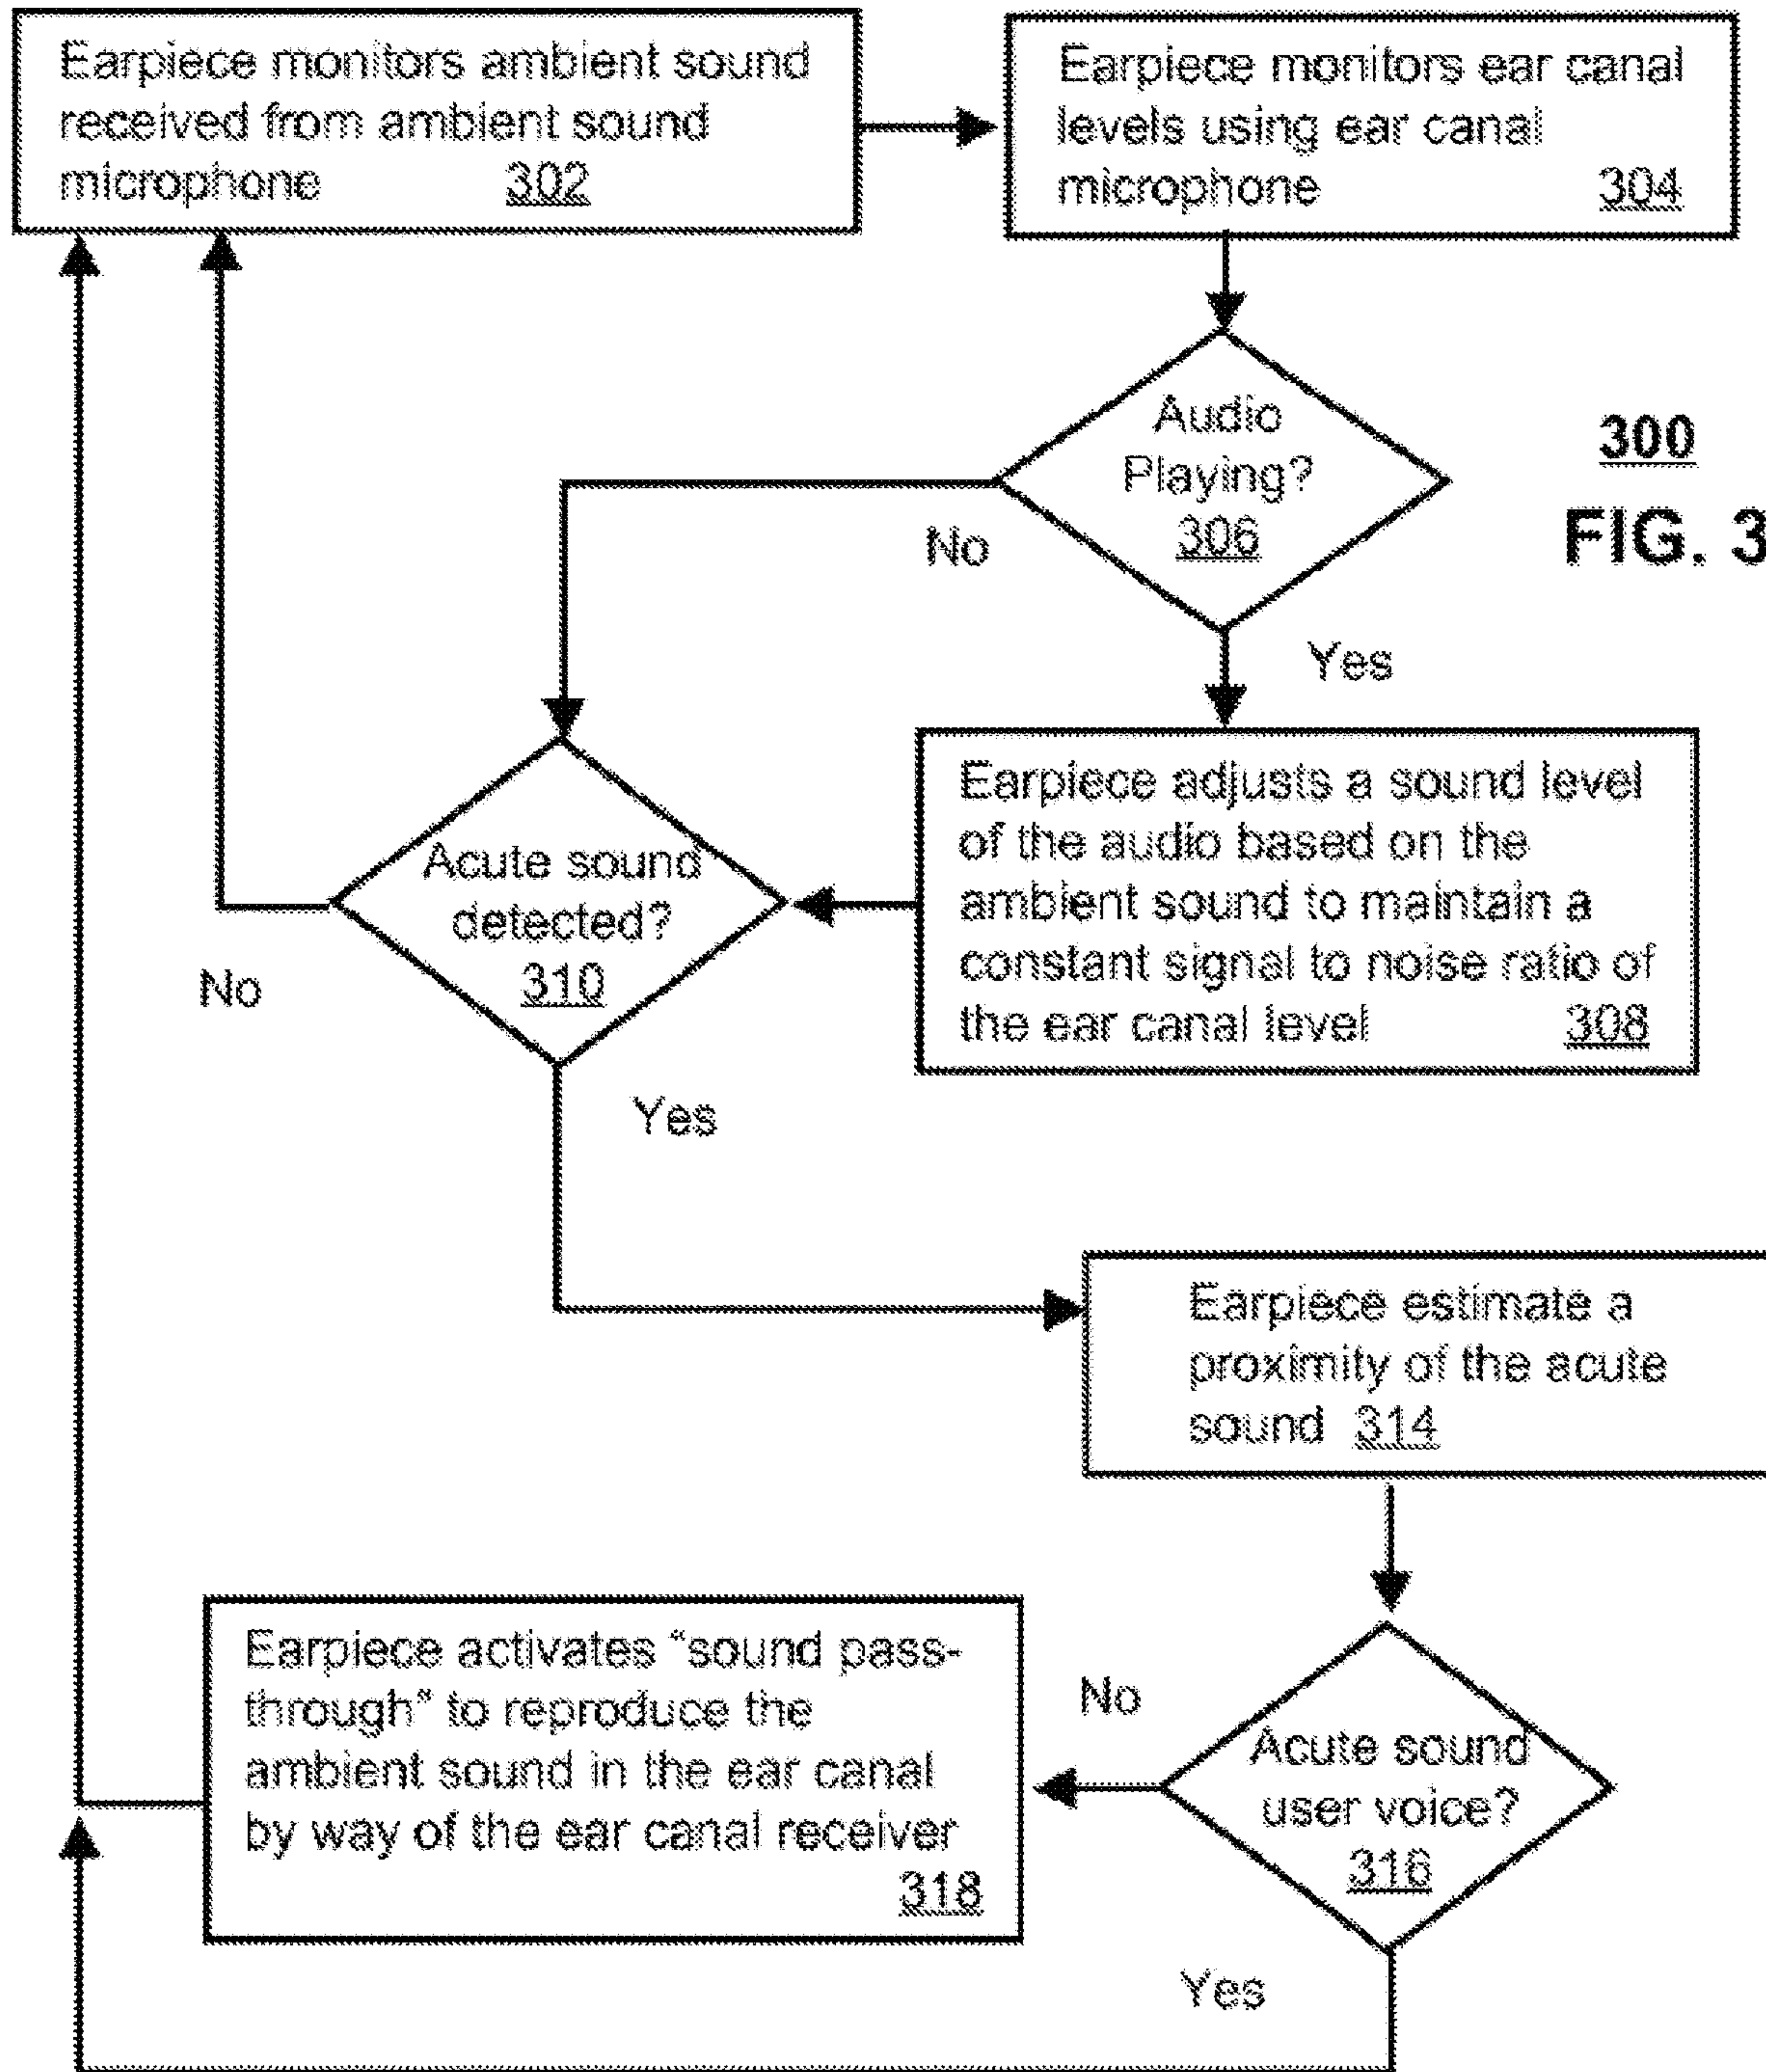 Earpiece monitors ambient sound
received from ambient sound
microphone 302
Earpiece monitors ear canal
levels using ear canal
microphone 304
Audio
Playing?
306
300
FIG. 3
No
Yes
Earpiece adjusts a sound level
of the audio based on the
ambient sound to maintain a
constant signal to noise ratio of
the ear canal level 308
Acute sound
detected?
310
No
Yes
Earpiece estimate a
proximity of the acute
sound 314
Acute sound
user voice?
316
No
Yes
Earpiece activates “sound pass-
through” to reproduce the
ambient sound in the ear canal
by way of the ear canal receiver
318